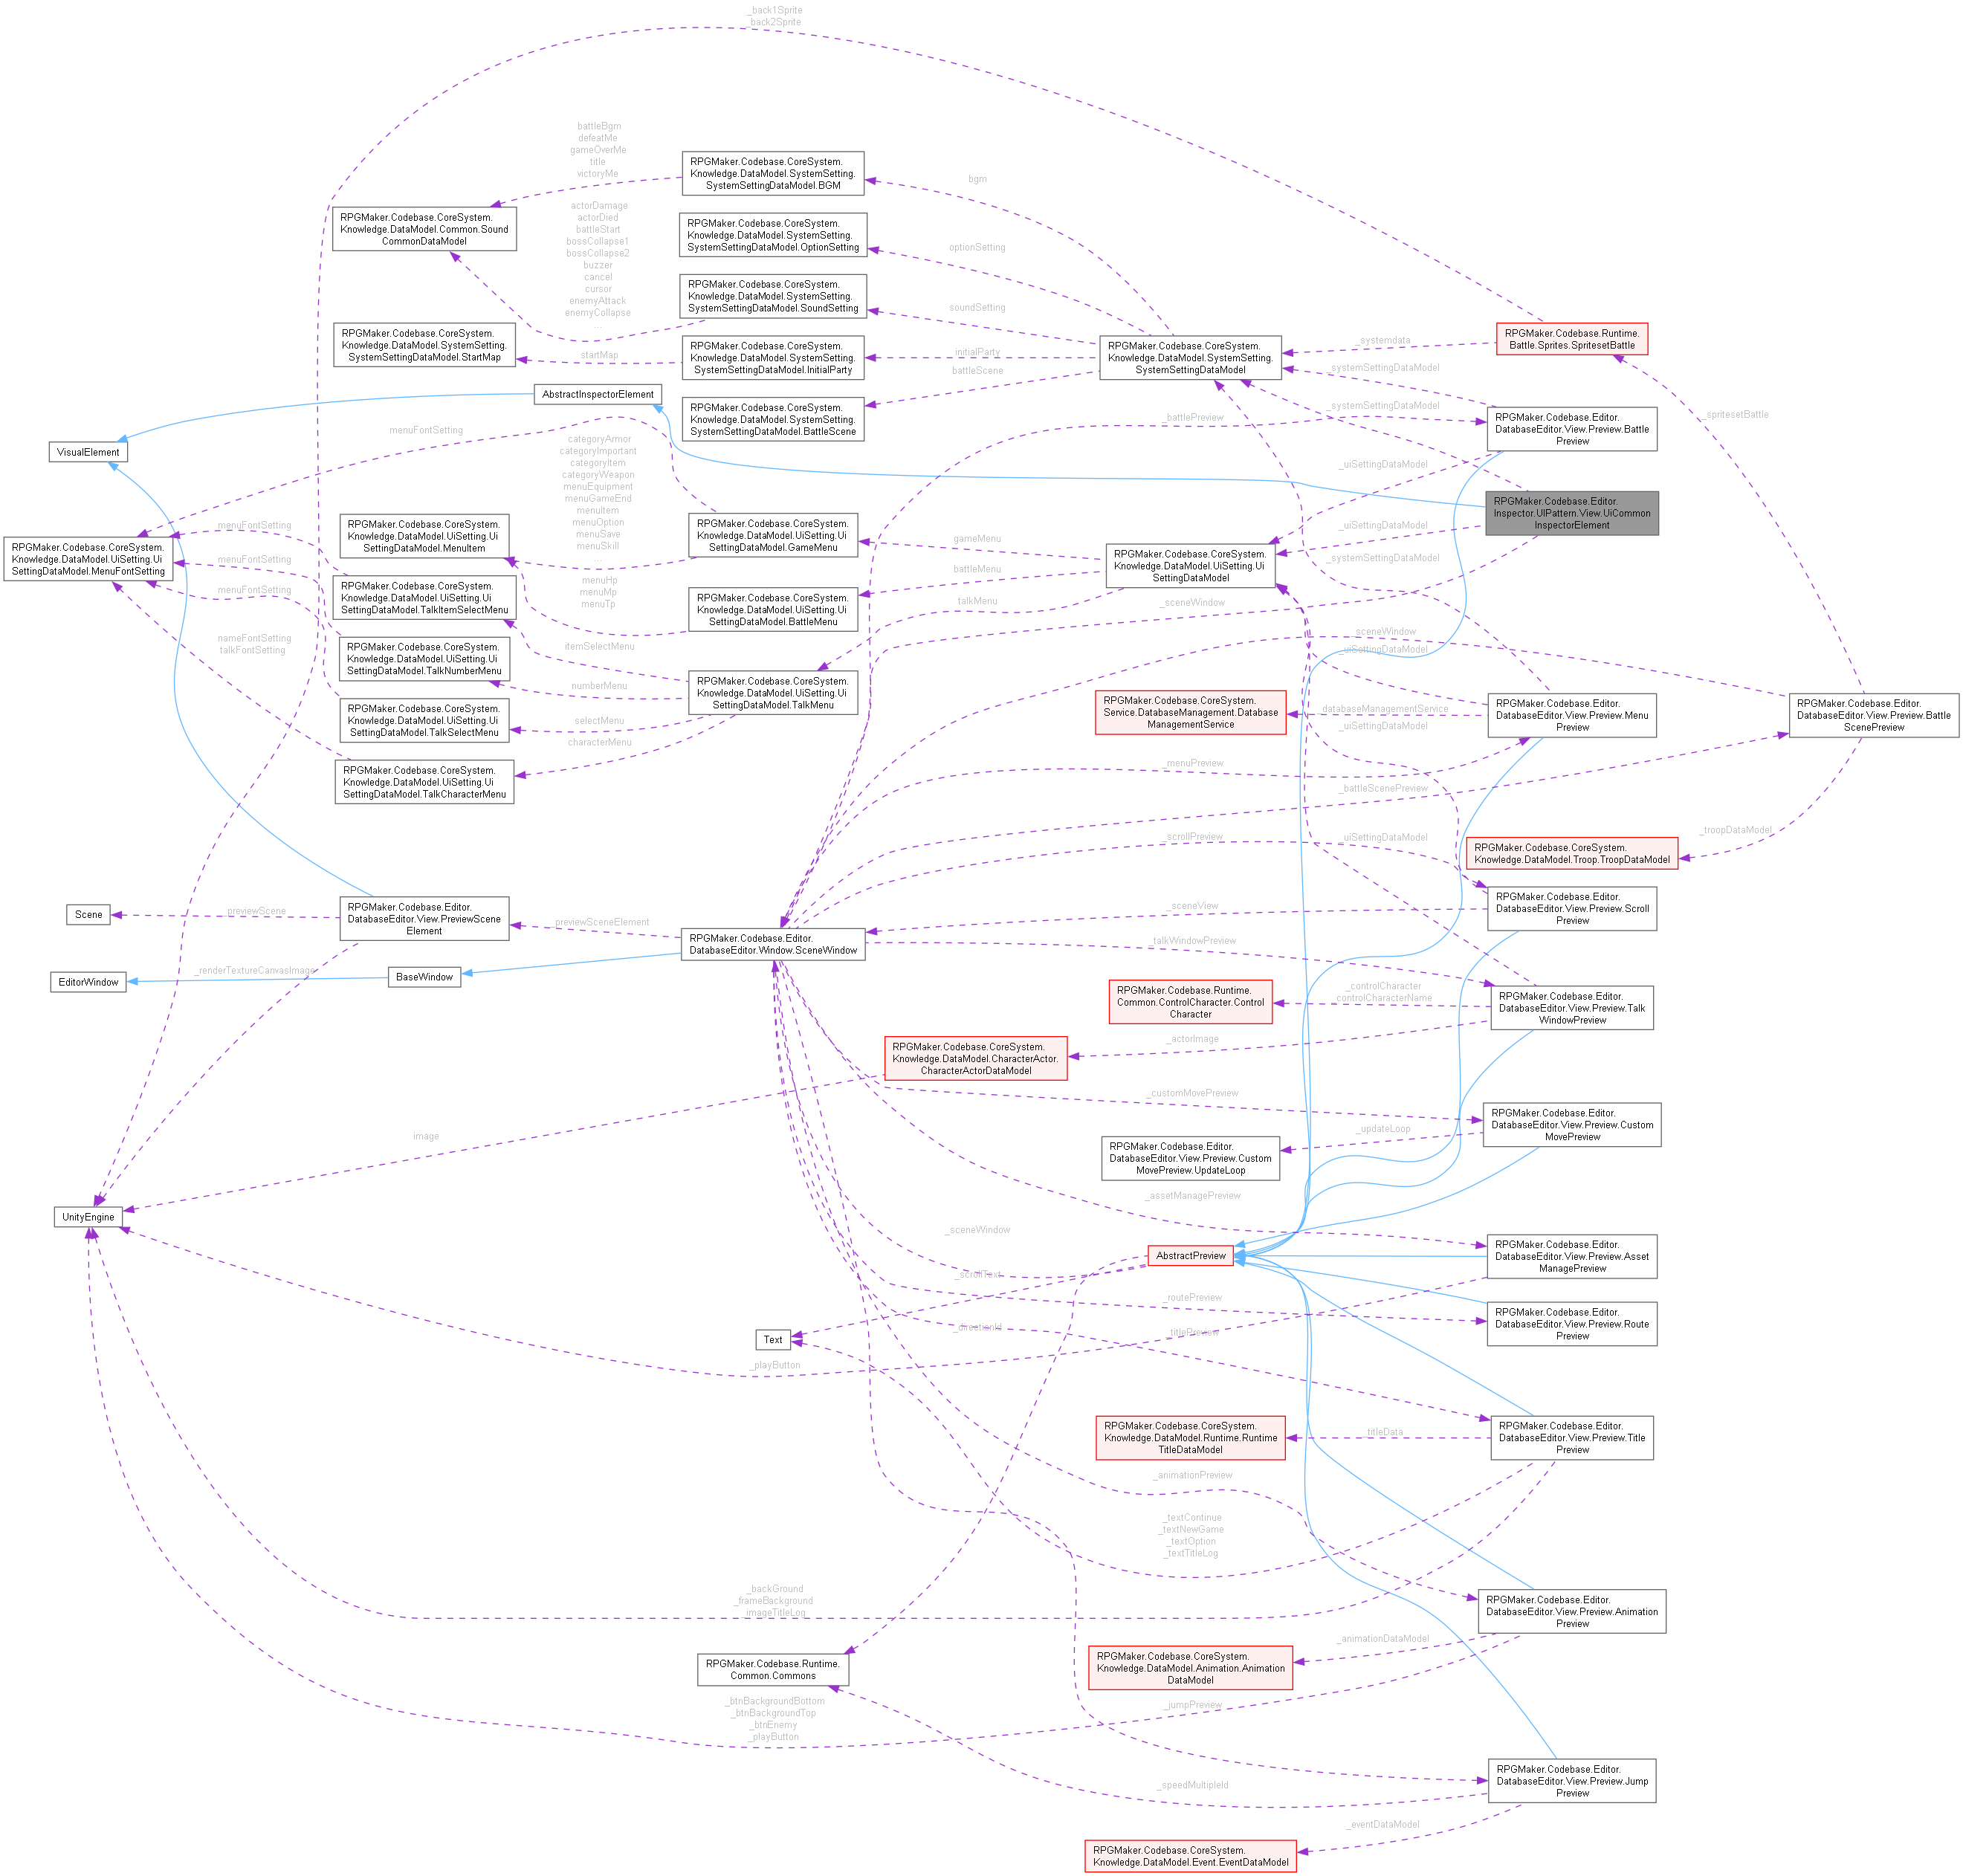 _back1Sprite
_back2Sprite
battleBgm
defeatMe
gameOverMe
title
victoryMe
RPGMaker.Codebase.CoreSystem.
Knowledge.DataModel.SystemSetting.
SystemSettingDataModel.BGM
bgm
RPGMaker.Codebase.CoreSystem.
Knowledge.DataModel.Common.Sound
CommonDataModel
actorDamage
actorDied
battleStart
bossCollapse1
bossCollapse2
buzzer
cancel
cursor
enemyAttack
enemyCollapse
...
RPGMaker.Codebase.CoreSystem.
Knowledge.DataModel.SystemSetting.
SystemSettingDataModel.OptionSetting
optionSetting
RPGMaker.Codebase.CoreSystem.
Knowledge.DataModel.SystemSetting.
SystemSettingDataModel.SoundSetting
soundSetting
RPGMaker.Codebase.CoreSystem.
Knowledge.DataModel.SystemSetting.
SystemSettingDataModel.StartMap
startMap
RPGMaker.Codebase.CoreSystem.
Knowledge.DataModel.SystemSetting.
SystemSettingDataModel.InitialParty
initialParty
battleScene
RPGMaker.Codebase.CoreSystem.
Knowledge.DataModel.SystemSetting.
SystemSettingDataModel
_systemdata
RPGMaker.Codebase.Runtime.
Battle.Sprites.SpritesetBattle
AbstractInspectorElement
RPGMaker.Codebase.CoreSystem.
Knowledge.DataModel.SystemSetting.
SystemSettingDataModel.BattleScene
_systemSettingDataModel
_systemSettingDataModel
_battlePreview
RPGMaker.Codebase.Editor.
DatabaseEditor.View.Preview.Battle
Preview
_spritesetBattle
VisualElement
menuFontSetting
categoryArmor
categoryImportant
categoryItem
categoryWeapon
menuEquipment
menuGameEnd
menuItem
menuOption
menuSave
menuSkill
...
_uiSettingDataModel
RPGMaker.Codebase.Editor.
Inspector.UIPattern.View.UiCommon
InspectorElement
RPGMaker.Codebase.CoreSystem.
Knowledge.DataModel.UiSetting.Ui
SettingDataModel.MenuFontSetting
menuFontSetting
menuFontSetting
menuFontSetting
RPGMaker.Codebase.CoreSystem.
Knowledge.DataModel.UiSetting.Ui
SettingDataModel.MenuItem
RPGMaker.Codebase.CoreSystem.
Knowledge.DataModel.UiSetting.Ui
SettingDataModel.GameMenu
gameMenu
RPGMaker.Codebase.CoreSystem.
Knowledge.DataModel.UiSetting.Ui
SettingDataModel
_uiSettingDataModel
_systemSettingDataModel
RPGMaker.Codebase.CoreSystem.
Knowledge.DataModel.UiSetting.Ui
SettingDataModel.TalkItemSelectMenu
menuHp
menuMp
menuTp
RPGMaker.Codebase.CoreSystem.
Knowledge.DataModel.UiSetting.Ui
SettingDataModel.BattleMenu
battleMenu
talkMenu
_sceneWindow
nameFontSetting
talkFontSetting
RPGMaker.Codebase.CoreSystem.
Knowledge.DataModel.UiSetting.Ui
SettingDataModel.TalkNumberMenu
itemSelectMenu
numberMenu
RPGMaker.Codebase.CoreSystem.
Knowledge.DataModel.UiSetting.Ui
SettingDataModel.TalkMenu
_sceneWindow
_uiSettingDataModel
RPGMaker.Codebase.CoreSystem.
Knowledge.DataModel.UiSetting.Ui
SettingDataModel.TalkSelectMenu
selectMenu
characterMenu
RPGMaker.Codebase.CoreSystem.
Service.DatabaseManagement.Database
ManagementService
_databaseManagementService
_uiSettingDataModel
RPGMaker.Codebase.Editor.
DatabaseEditor.View.Preview.Menu
Preview
RPGMaker.Codebase.Editor.
DatabaseEditor.View.Preview.Battle
ScenePreview
RPGMaker.Codebase.CoreSystem.
Knowledge.DataModel.UiSetting.Ui
SettingDataModel.TalkCharacterMenu
_menuPreview
_battleScenePreview
_scrollPreview
_uiSettingDataModel
_troopDataModel
RPGMaker.Codebase.CoreSystem.
Knowledge.DataModel.Troop.TroopDataModel
Scene
_previewScene
RPGMaker.Codebase.Editor.
DatabaseEditor.View.PreviewScene
Element
_previewSceneElement
_sceneView
RPGMaker.Codebase.Editor.
DatabaseEditor.View.Preview.Scroll
Preview
RPGMaker.Codebase.Editor.
DatabaseEditor.Window.SceneWindow
_talkWindowPreview
EditorWindow
_renderTextureCanvasImage
BaseWindow
RPGMaker.Codebase.Runtime.
Common.ControlCharacter.Control
Character
_controlCharacter
_controlCharacterName
RPGMaker.Codebase.Editor.
DatabaseEditor.View.Preview.Talk
WindowPreview
RPGMaker.Codebase.CoreSystem.
Knowledge.DataModel.CharacterActor.
CharacterActorDataModel
_actorImage
_customMovePreview
RPGMaker.Codebase.Editor.
DatabaseEditor.View.Preview.Custom
MovePreview
image
RPGMaker.Codebase.Editor.
DatabaseEditor.View.Preview.Custom
MovePreview.UpdateLoop
_updateLoop
_assetManagePreview
UnityEngine
_sceneWindow
AbstractPreview
RPGMaker.Codebase.Editor.
DatabaseEditor.View.Preview.Asset
ManagePreview
_scrollText
_routePreview
RPGMaker.Codebase.Editor.
DatabaseEditor.View.Preview.Route
Preview
Text
_directionId
_titlePreview
_playButton
RPGMaker.Codebase.CoreSystem.
Knowledge.DataModel.Runtime.Runtime
TitleDataModel
_titleData
RPGMaker.Codebase.Editor.
DatabaseEditor.View.Preview.Title
Preview
_animationPreview
_textContinue
_textNewGame
_textOption
_textTitleLog
_backGround
_frameBackground
_imageTitleLog
RPGMaker.Codebase.Editor.
DatabaseEditor.View.Preview.Animation
Preview
RPGMaker.Codebase.Runtime.
Common.Commons
RPGMaker.Codebase.CoreSystem.
Knowledge.DataModel.Animation.Animation
DataModel
_animationDataModel
_btnBackgroundBottom
_btnBackgroundTop
_btnEnemy
_playButton
_jumpPreview
_speedMultipleId
RPGMaker.Codebase.Editor.
DatabaseEditor.View.Preview.Jump
Preview
_eventDataModel
RPGMaker.Codebase.CoreSystem.
Knowledge.DataModel.Event.EventDataModel